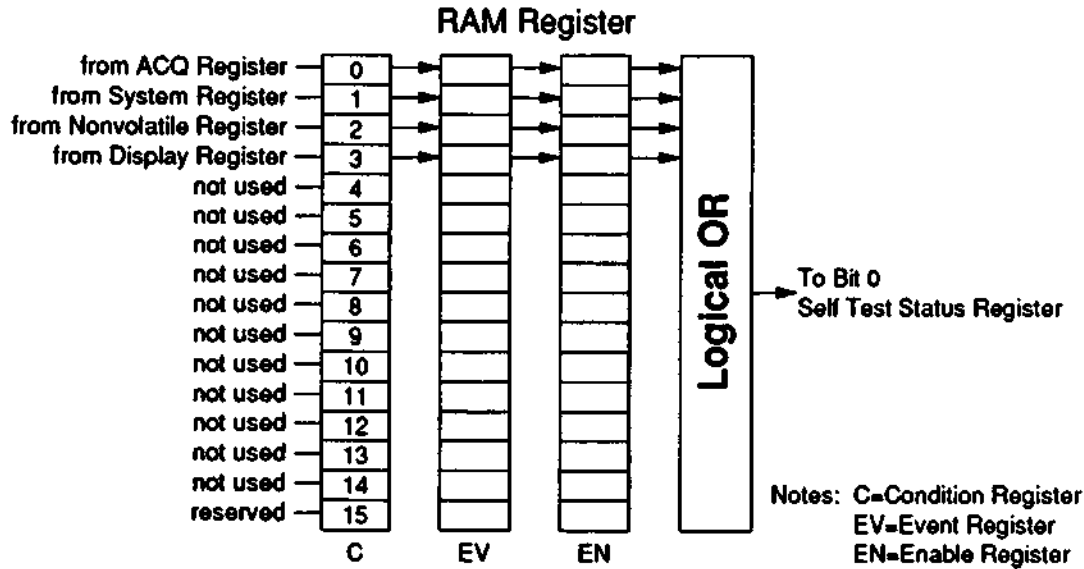 RAM Register
from ACQ Register 0
from System Register 1
from Nonvolatile Register 2
from Display Register 3
not used 4
not used 5
not used 6
not used 7
not used 8
not used 9
not used 10
not used 11
not used 12
not used 13
not used 14
reserved 15
C EV EN
Logical OR
To Bit 0
Self Test Status Register
Notes: C=Condition Register
EV=Event Register
EN=Enable Register